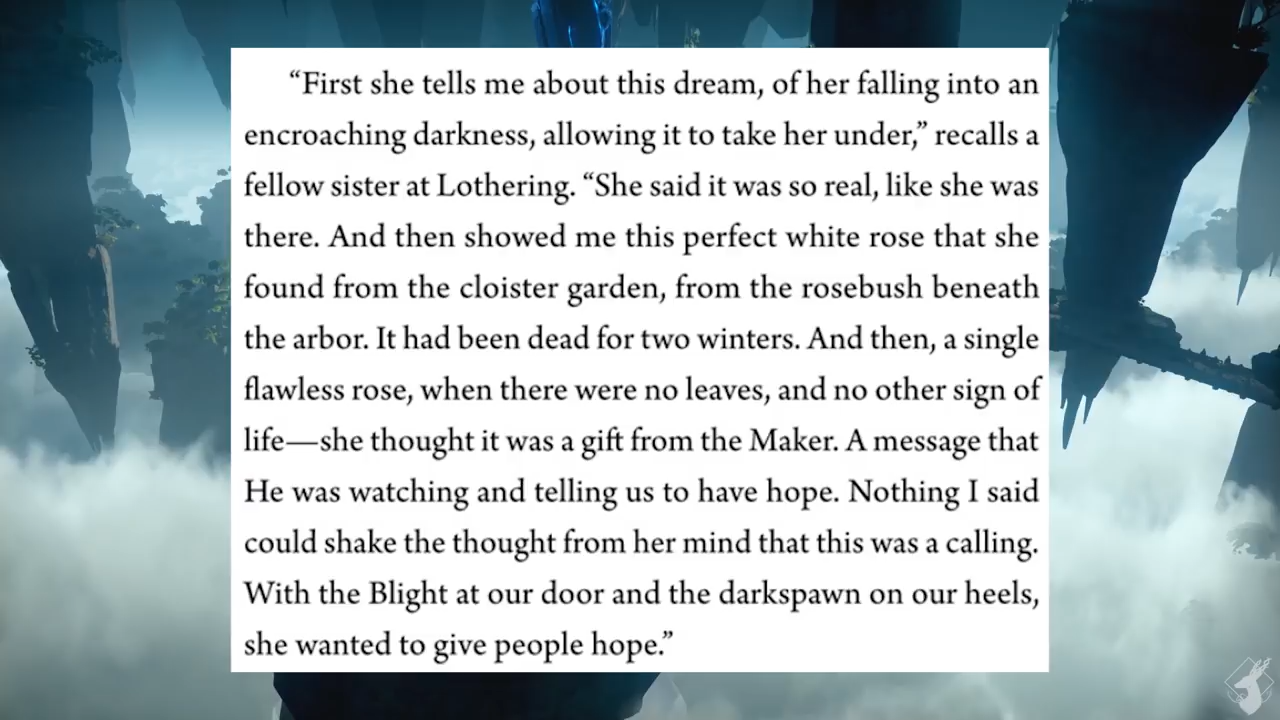 “First she tells me about this dream, of her falling into an
encroaching darkness, allowing it to take her under,” recalls a
fellow sister at Lothering. “She said it was so real, like she was
there. And then showed me this perfect white rose that she
found from the cloister garden, from the rosebush beneath
the arbor. It had been dead for two winters. And then, a single
flawless rose, when there were no leaves, and no other sign of
life—she thought it was a gift from the Maker. A message that
He was watching and telling us to have hope. Nothing I said
could shake the thought from her mind that this was a calling.
With the Blight at our door and the darkspawn on our heels,
she wanted to give people hope.”